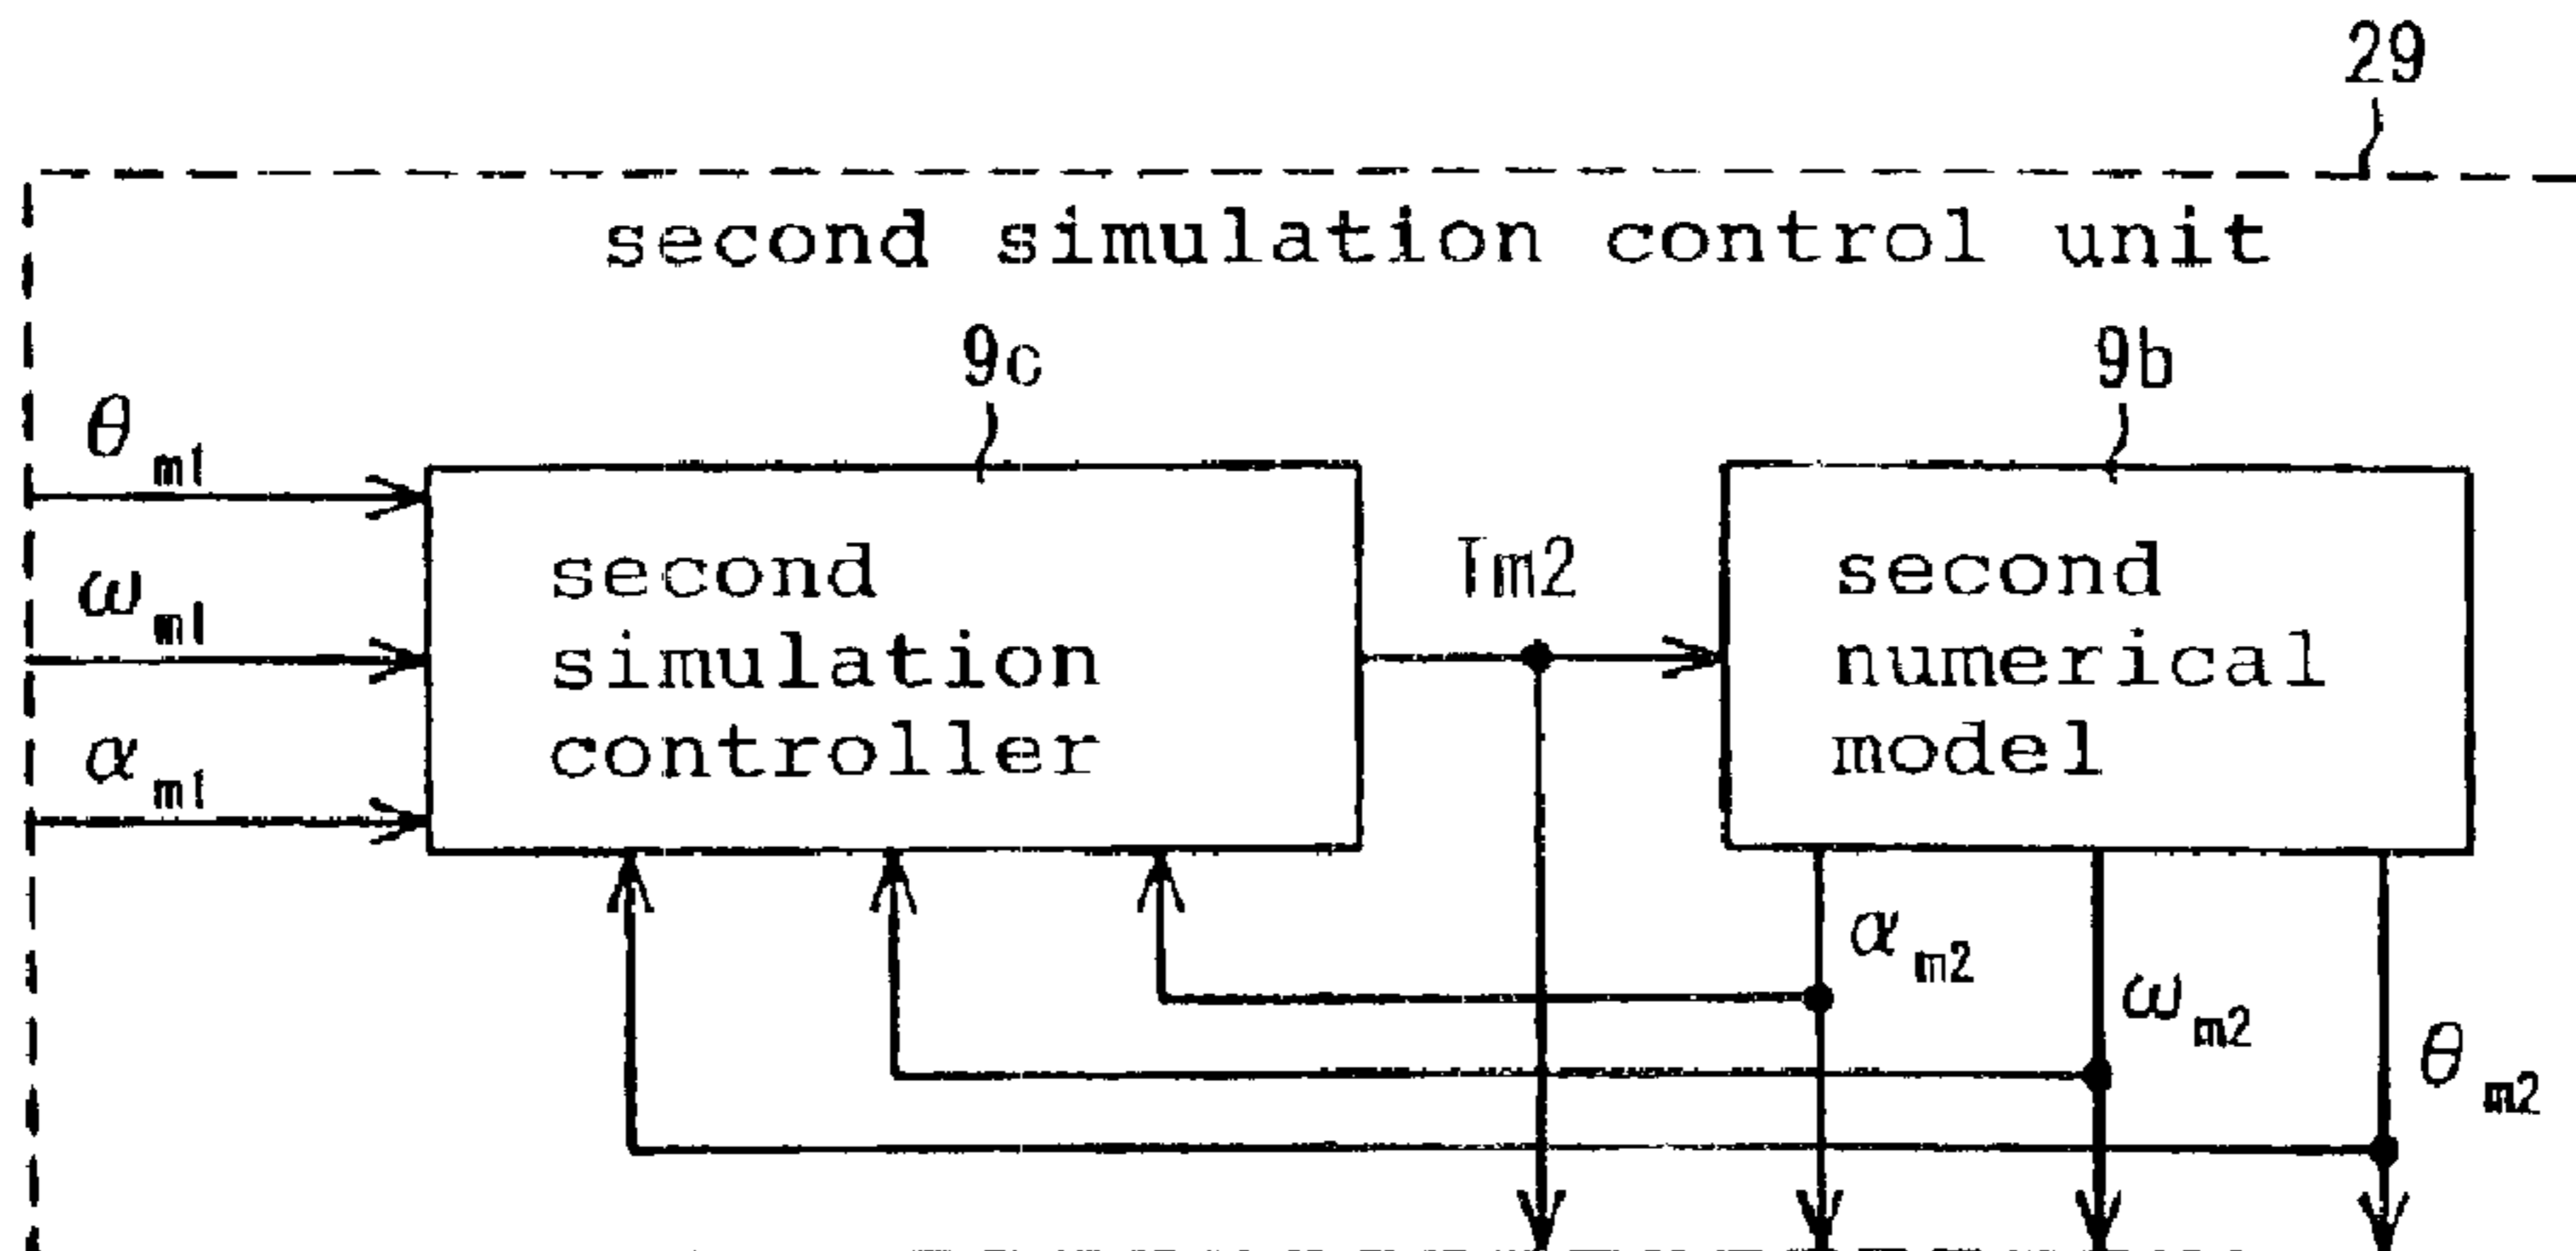 29
second simulation control unit
9c
9b
θm1
ωm1
αm1
second
simulation
controller
Tm2
second
numerical
model
αm2
ωm2
θm2